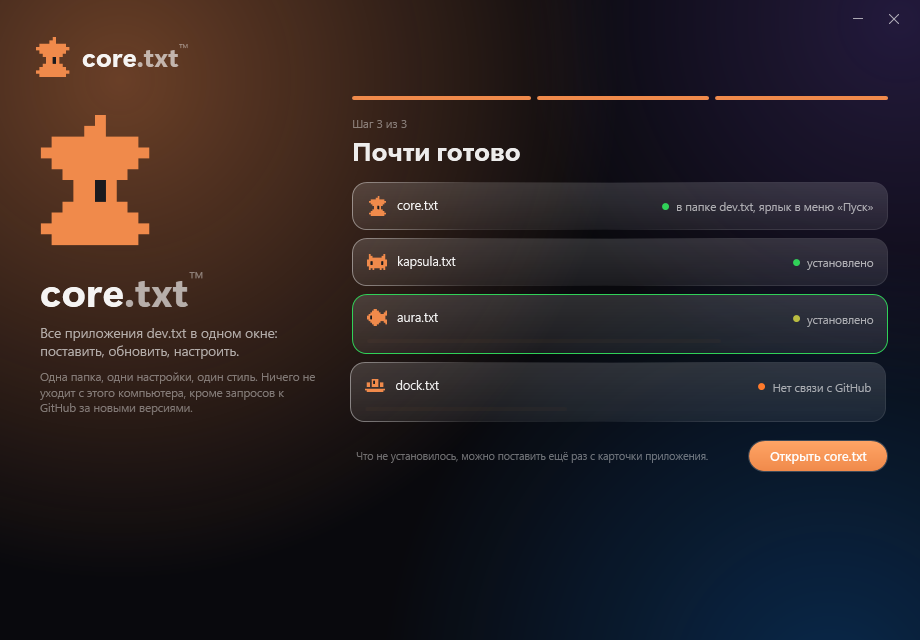 core.txt™
core.txt™
Все приложения dev.txt в одном окне:
поставить, обновить, настроить.
Одна папка, одни настройки, один стиль. Ничего не
уходит с этого компьютера, кроме запросов к
GitHub за новыми версиями.
Шаг 3 из 3
Почти готово
core.txt
в папке dev.txt, ярлык в меню «Пуск»
kapsula.txt
установлено
aura.txt
установлено
dock.txt
Нет связи с GitHub
Что не установилось, можно поставить ещё раз с карточки приложения.
Открыть core.txt